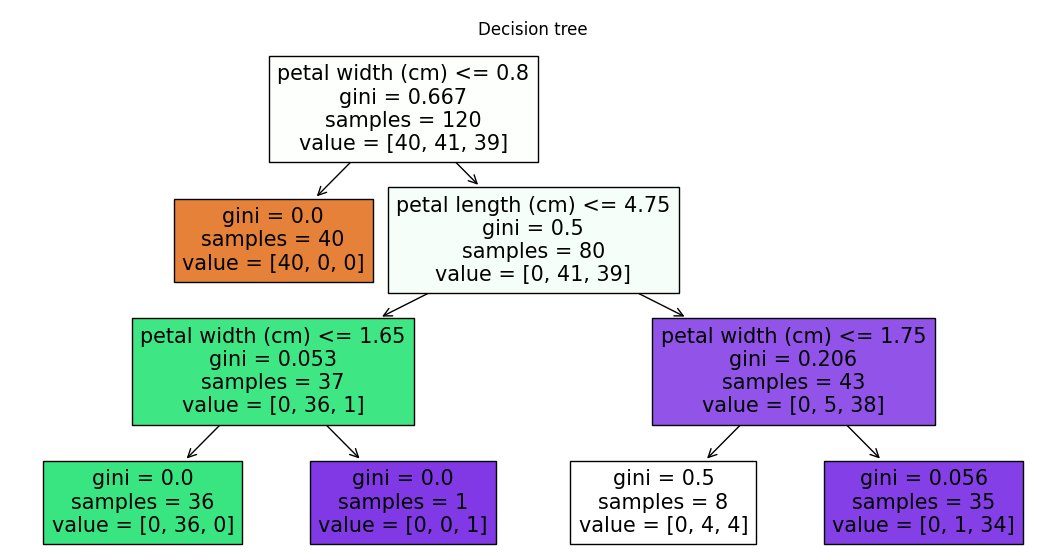 Decision tree
petal width (cm) <= 0.8
gini = 0.667
samples = 120
value = [40, 41, 39]
gini = 0.0
samples = 40
value = [40, 0, 0]
petal length (cm) <= 4.75
gini = 0.5
samples = 80
value = [0, 41, 39]
petal width (cm) <= 1.65
gini = 0.053
samples = 37
value = [0, 36, 1]
petal width (cm) <= 1.75
gini = 0.206
samples = 43
value = [0, 5, 38]
gini = 0.0
samples = 36
value = [0, 36, 0]
gini = 0.0
samples = 1
value = [0, 0, 1]
gini = 0.5
samples = 8
value = [0, 4, 4]
gini = 0.056
samples = 35
value = [0, 1, 34]